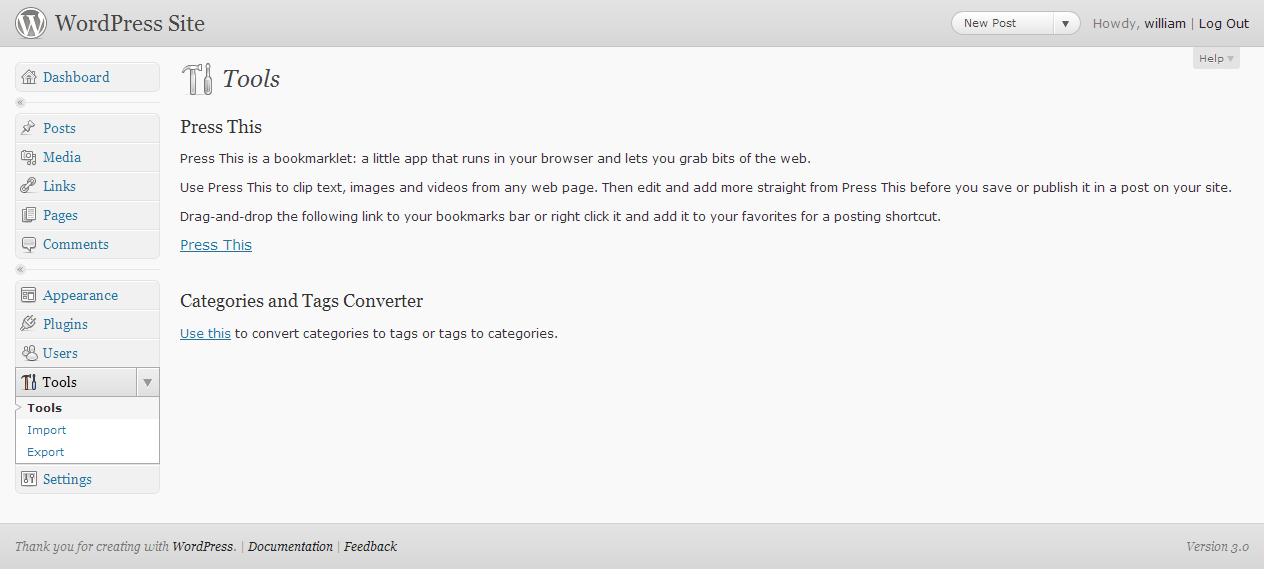 WordPress Site
New Post
Howdy, william | Log Out
Help
Dashboard
Posts
Media
Links
Pages
Comments
Appearance
Plugins
Users
Tools
Tools
Import
Export
Settings
Tools
Press This
Press This is a bookmarklet: a little app that runs in your browser and lets you grab bits of the web.
Use Press This to clip text, images and videos from any web page. Then edit and add more straight from Press This before you save or publish it in a post on your site.
Drag-and-drop the following link to your bookmarks bar or right click it and add it to your favorites for a posting shortcut.
Press This
Categories and Tags Converter
Use this to convert categories to tags or tags to categories.
Thank you for creating with WordPress. | Documentation | Feedback
Version 3.0